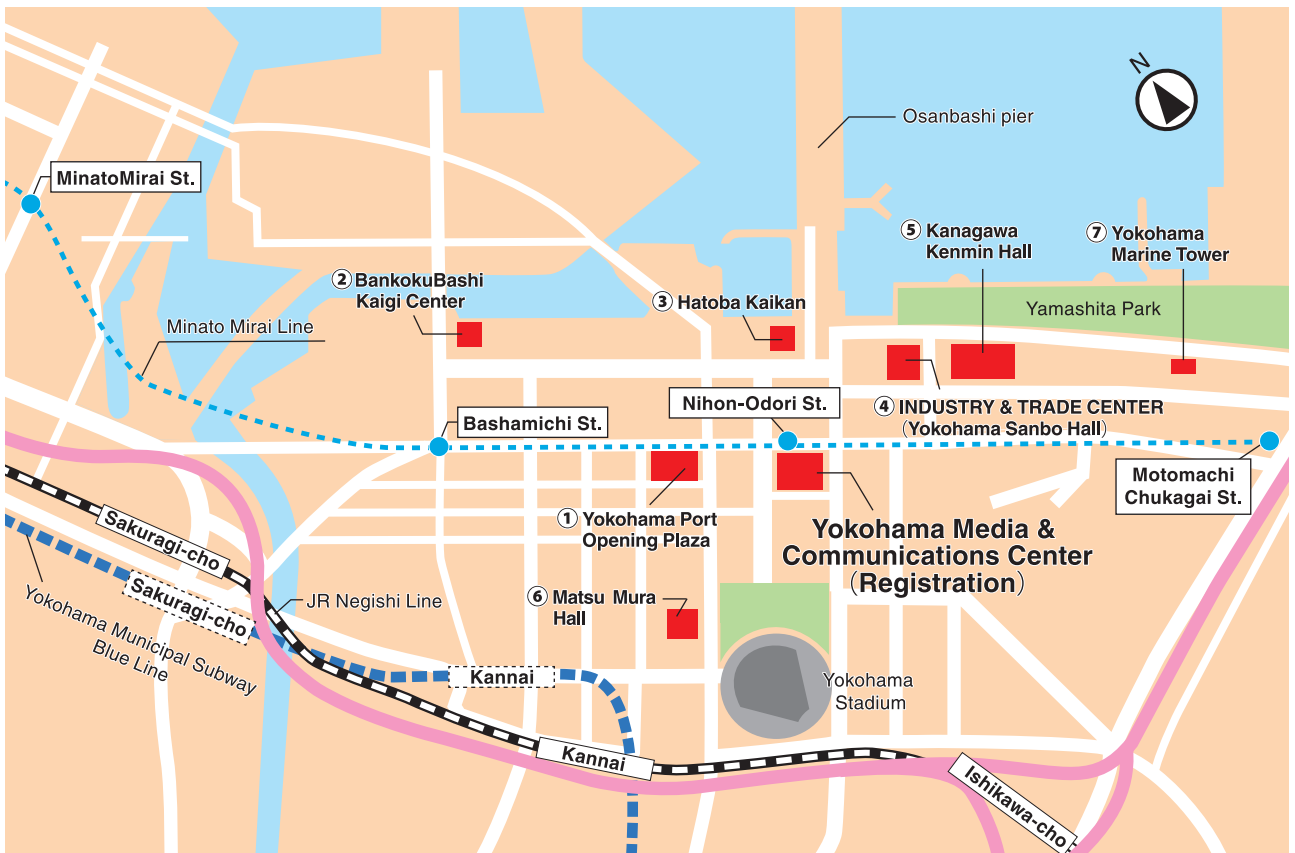 N
Osanbashi pier
MinatoMirai St.
⑤ Kanagawa
Kenmin Hall
⑦ Yokohama
Marine Tower
② BankokuBashi
Kaigi Center
③ Hatoba Kaikan
Yamashita Park
Minato Mirai Line
Nihon-Odori St.
④ INDUSTRY & TRADE CENTER
(Yokohama Sanbo Hall)
Bashamichi St.
Motomachi
Chukagai St.
① Yokohama Port
Opening Plaza
Yokohama Media &
Communications Center
(Registration)
Sakuragi-cho
Sakuragi-cho
JR Negishi Line
⑥ Matsu Mura
Hall
Yokohama Municipal Subway
Blue Line
Kannai
Yokohama
Stadium
Kannai
Ishikawa-cho